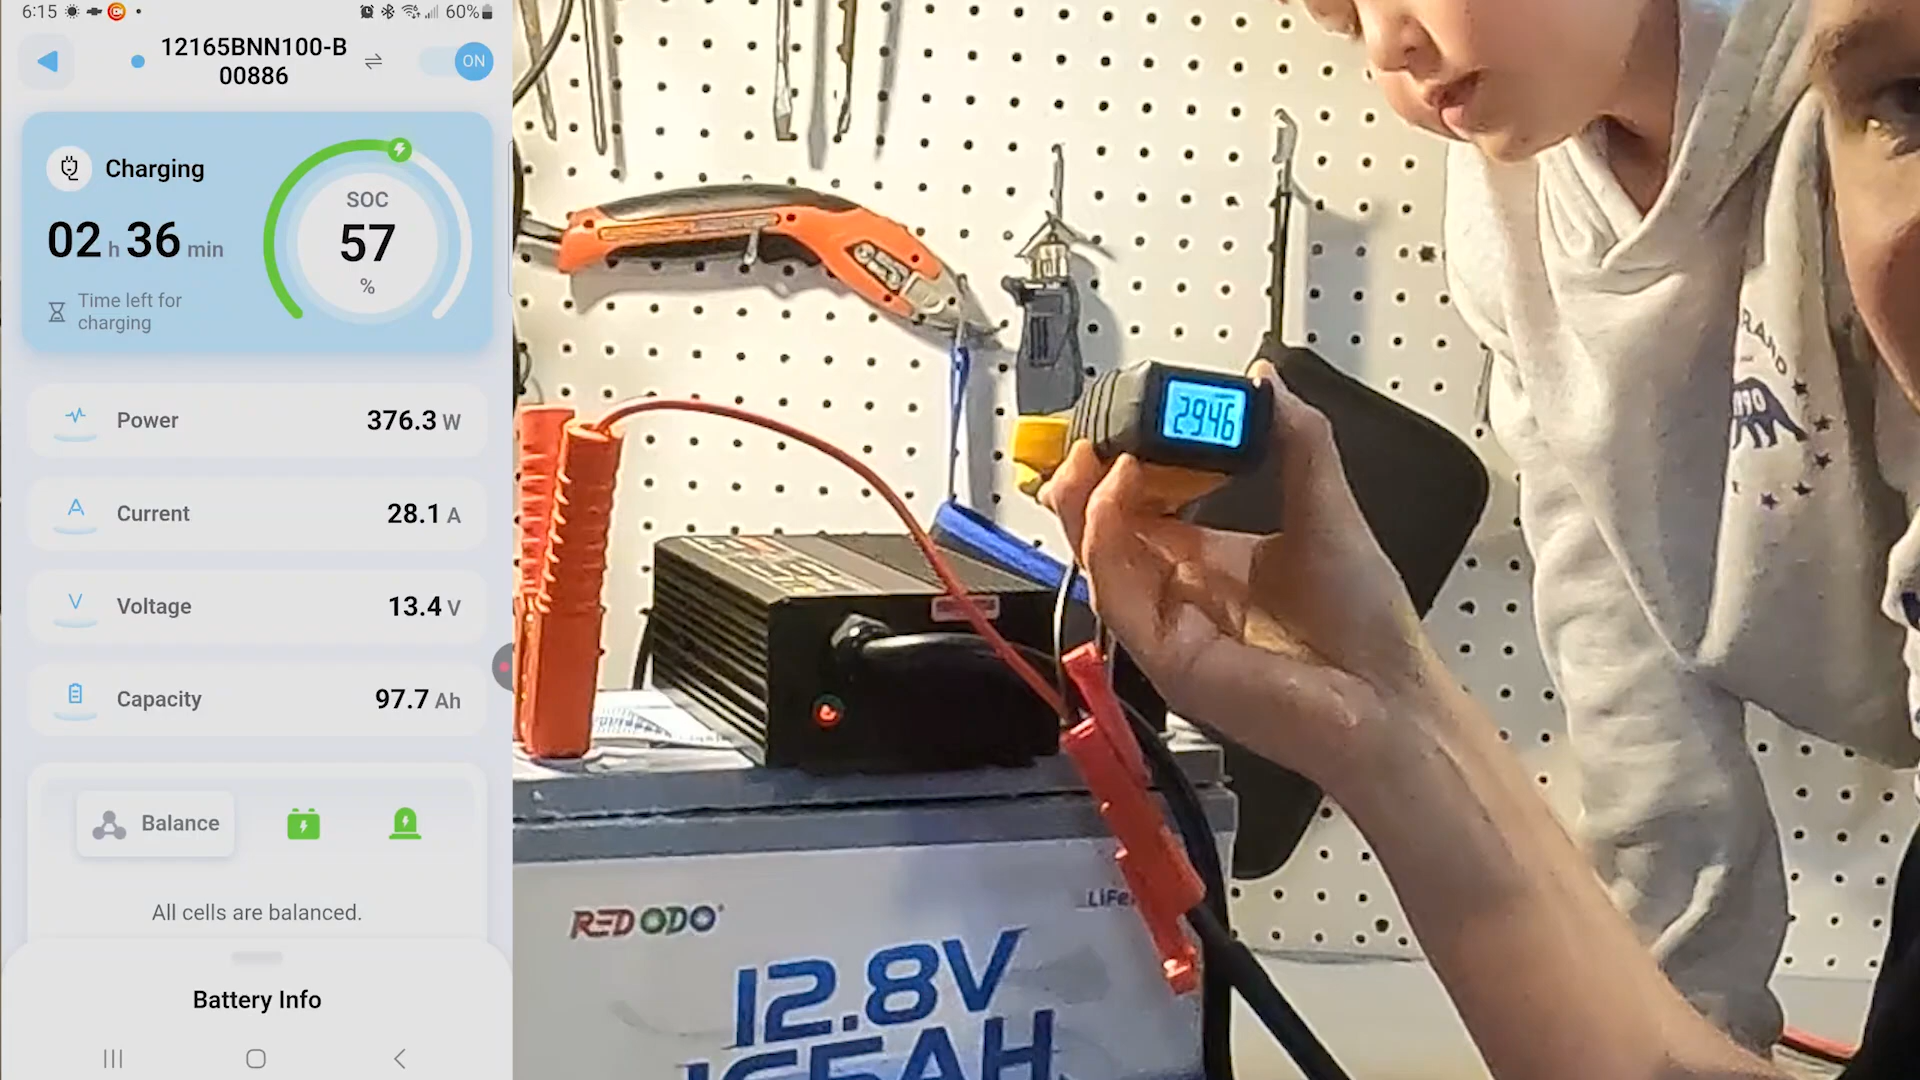 6:15
60%
12165BNN100-B
00886
ON
Charging
02 h 36 min
Time left for
charging
SOC
57
%
Power
376.3 W
Current
28.1 A
Voltage
13.4 V
Capacity
97.7 Ah
Balance
All cells are balanced.
Battery Info
29.46
REDODO
LiFe
12.8V
165AH
1990